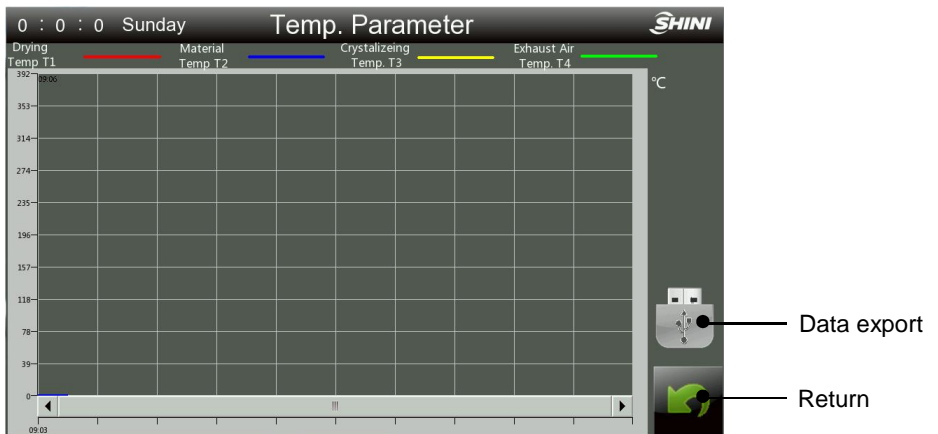 0 : 0 : 0 Sunday Temp. Parameter SHINI
Drying Material Crystalizeing Exhaust Air
Temp T1 Temp T2 Temp. T3 Temp. T4
392 09:06 °C
353
314
274
235
196
157
118
78
Data export
39
0
Return
09:03